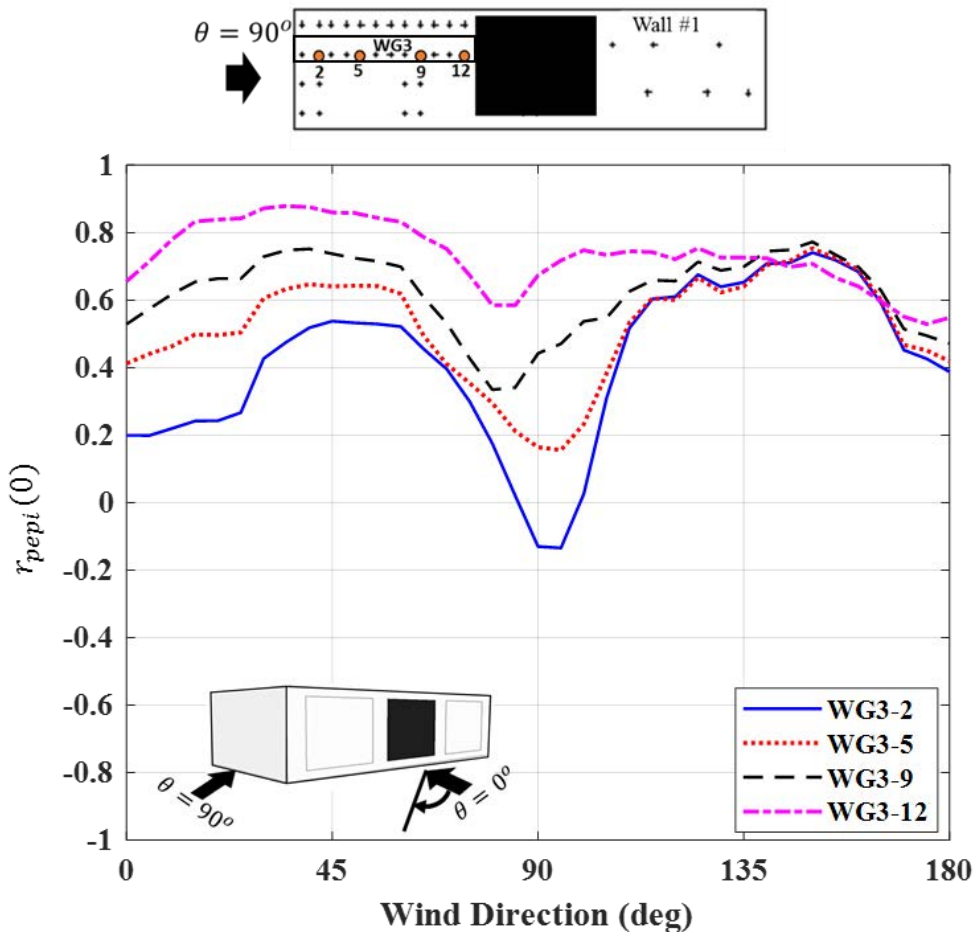 θ = 90°
Wall #1
WG3
2 5 9 12
1
0.8
0.6
0.4
0.2
0
-0.2
-0.4
-0.6
-0.8
-1
r_pepi(0)
θ = 90°
θ = 0°
WG3-2
WG3-5
WG3-9
WG3-12
0 45 90 135 180
Wind Direction (deg)